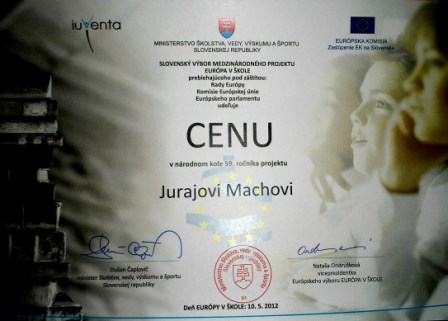 iuventa
MINISTERSTVO ŠKOLSTVA, VEDY, VÝSKUMU A ŠPORTU
SLOVENSKEJ REPUBLIKY
EURÓPSKA KOMISIA
Zastúpenie EK na Slovensku
SLOVENSKÝ VÝBOR MEDZINÁRODNÉHO PROJEKTU
EURÓPA V ŠKOLE
prebiehajúceho pod záštitou:
Rady Európy
Komisie Európskej únie
Európskeho parlamentu
udeľuje
CENU
v národnom kole 59. ročníka projektu
Jurajovi Machovi
Dušan Čaplovič
minister školstva, vedy, výskumu a športu
Slovenskej republiky
Natália Ondrušková
viceprezidentka
Európskeho výboru EURÓPA V ŠKOLE
Deň EURÓPY V ŠKOLE: 10. 5. 2012